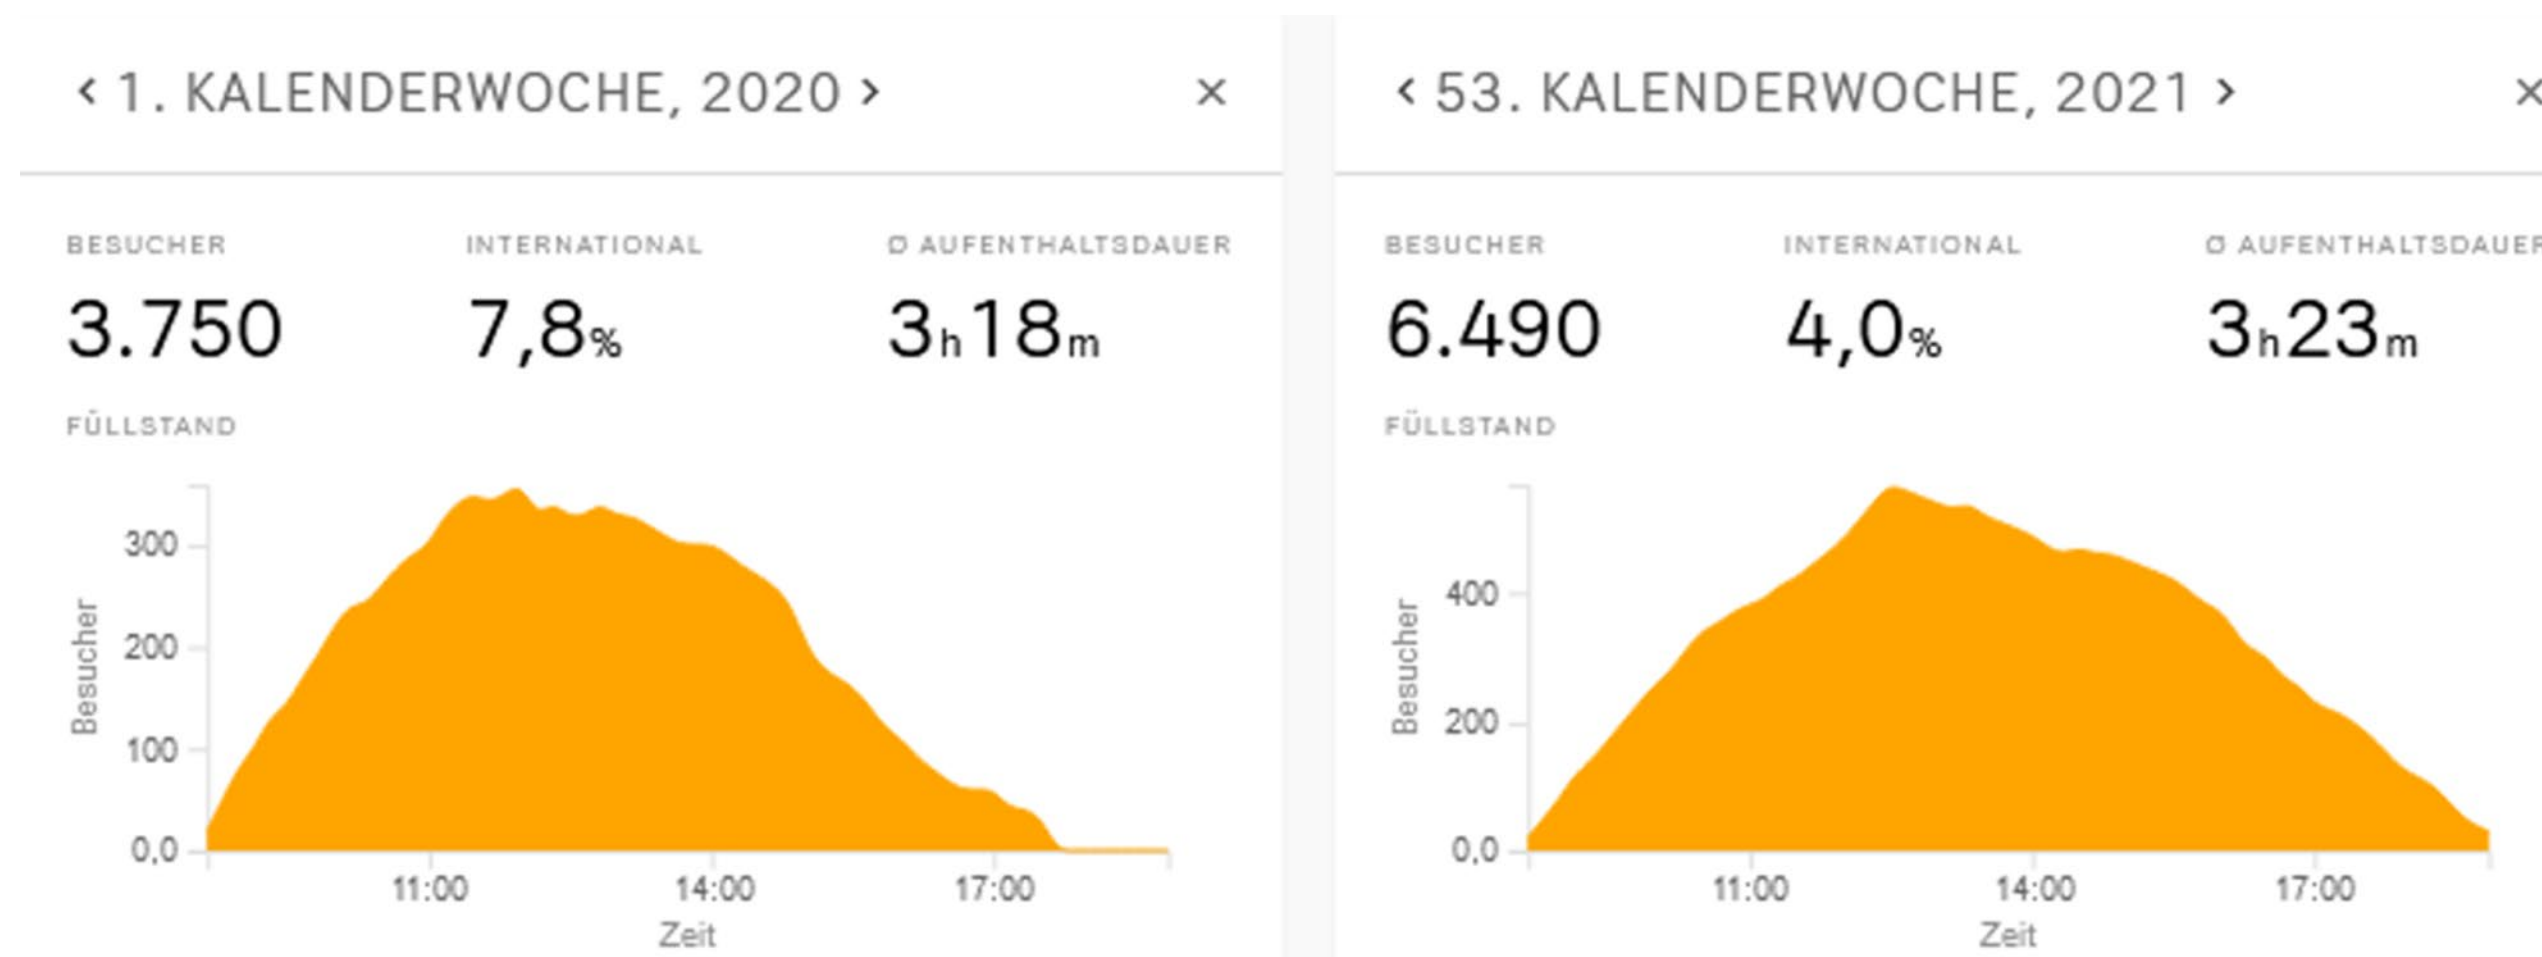 < 1. KALENDERWOCHE, 2020 > ×
BESUCHER INTERNATIONAL Ø AUFENTHALTSDAUER
3.750 7,8% 3h18m
FÜLLSTAND
300
200
100
0,0
Besucher
11:00 14:00 17:00
Zeit
< 53. KALENDERWOCHE, 2021 > ×
BESUCHER INTERNATIONAL Ø AUFENTHALTSDAUER
6.490 4,0% 3h23m
FÜLLSTAND
400
200
0,0
Besucher
11:00 14:00 17:00
Zeit